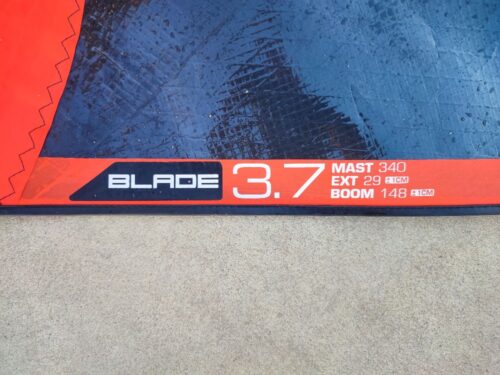 BLADE
3.7
MAST 340
EXT 29 ±1CM
BOOM 148 ±1CM